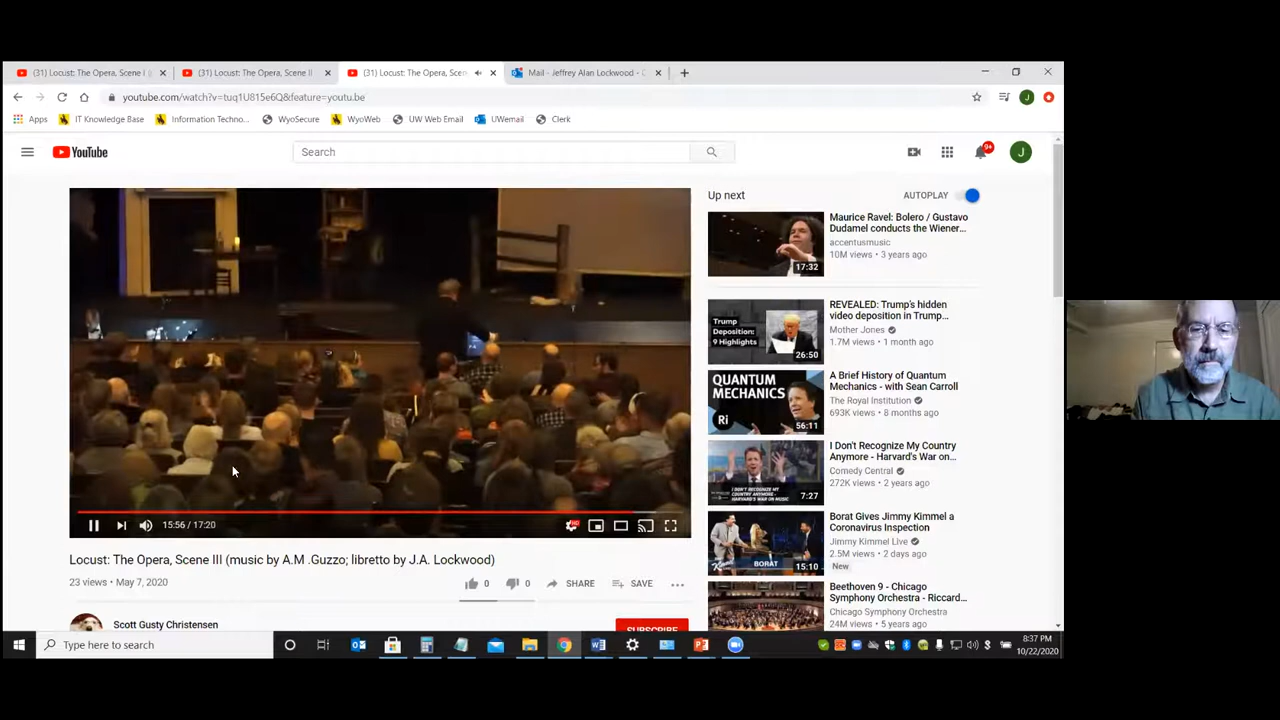 (31) Locust: The Opera, Scene I (
(31) Locust: The Opera, Scene II
(31) Locust: The Opera, Scen
Mail - Jeffrey Alan Lockwood - C
youtube.com/watch?v=tuq1U815e6Q&feature=youtu.be
J
Apps
IT Knowledge Base
Information Techno...
WyoSecure
WyoWeb
UW Web Email
UWemail
Clerk
YouTube
Search
9+
J
Up next
AUTOPLAY
Maurice Ravel: Bolero / Gustavo
Dudamel conducts the Wiener...
accentusmusic
10M views • 3 years ago
17:32
REVEALED: Trump's hidden
video deposition in Trump...
Mother Jones
1.7M views • 1 month ago
Trump
Deposition:
9 Highlights
26:50
A Brief History of Quantum
Mechanics - with Sean Carroll
The Royal Institution
693K views • 8 months ago
QUANTUM
MECHANICS
Ri
56:11
I Don't Recognize My Country
Anymore - Harvard's War on...
Comedy Central
272K views • 2 years ago
7:27
Borat Gives Jimmy Kimmel a
Coronavirus Inspection
Jimmy Kimmel Live
2.5M views • 2 days ago
New
BORAT
15:10
Beethoven 9 - Chicago
Symphony Orchestra - Riccard...
Chicago Symphony Orchestra
24M views • 5 years ago
15:56 / 17:20
HD
Locust: The Opera, Scene III (music by A.M .Guzzo; libretto by J.A. Lockwood)
23 views • May 7, 2020
0
0
SHARE
SAVE
Scott Gusty Christensen
SUBSCRIBE
Type here to search
8:37 PM
10/22/2020